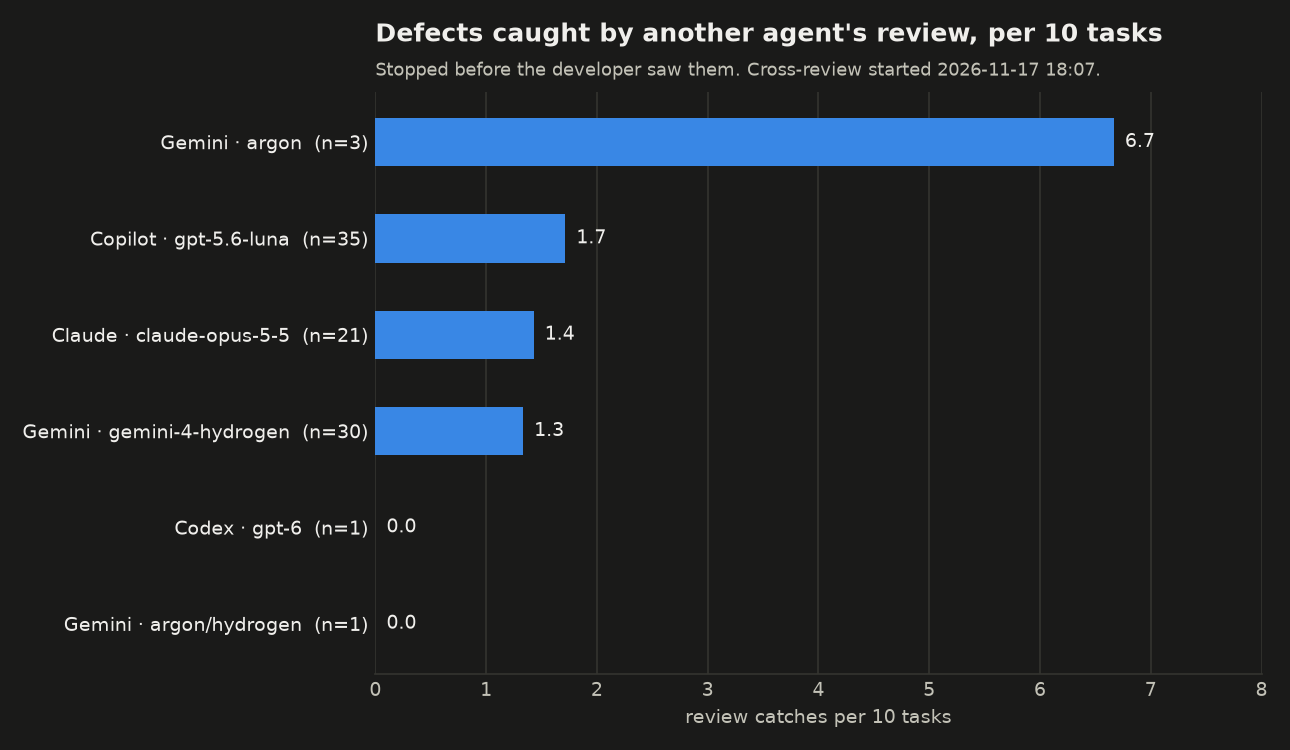 Defects caught by another agent's review, per 10 tasks
Stopped before the developer saw them. Cross-review started 2026-11-17 18:07.
Gemini · argon (n=3) 6.7
Copilot · gpt-5.6-luna (n=35) 1.7
Claude · claude-opus-5-5 (n=21) 1.4
Gemini · gemini-4-hydrogen (n=30) 1.3
Codex · gpt-6 (n=1) 0.0
Gemini · argon/hydrogen (n=1) 0.0
0 1 2 3 4 5 6 7 8
review catches per 10 tasks